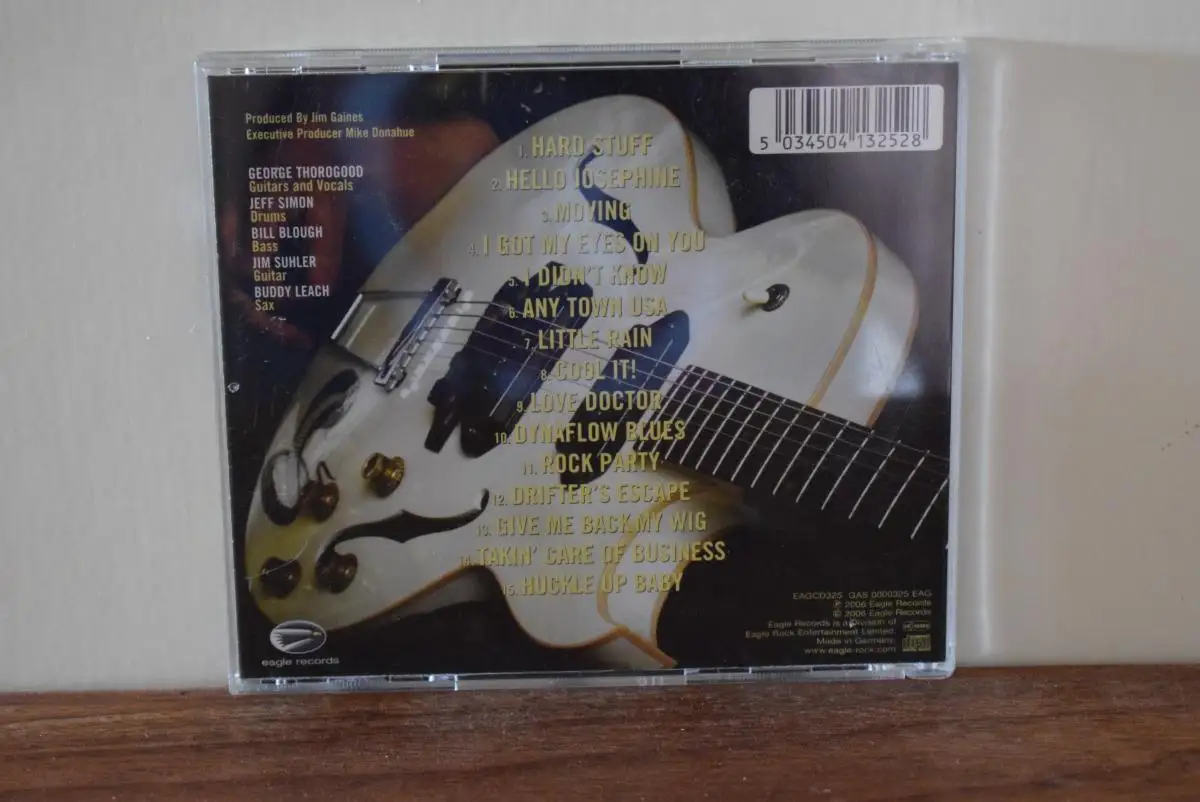 Produced By Jim Gaines
Executive Producer Mike Donahue
GEORGE THOROGOOD
Guitars and Vocals
JEFF SIMON
Drums
BILL BLOUGH
Bass
JIM SUHLER
Guitar
BUDDY LEACH
Sax
1. HARD STUFF
2. HELLO JOSEPHINE
3. MOVING
4. I GOT MY EYES ON YOU
5. I DIDN'T KNOW
6. ANY TOWN USA
7. LITTLE RAIN
8. COOL IT!
9. LOVE DOCTOR
10. DYNAFLOW BLUES
11. ROCK PARTY
12. DRIFTER'S ESCAPE
13. GIVE ME BACK MY WIG
14. TAKIN' CARE OF BUSINESS
15. HUCKLE UP BABY
5 034504 132528
eagle records
EAGCD325 GAS 0000325 EAG
℗ 2006 Eagle Records
© 2006 Eagle Records
Eagle Records is a Division of
Eagle Rock Entertainment Limited.
Made in Germany.
www.eagle-rock.com